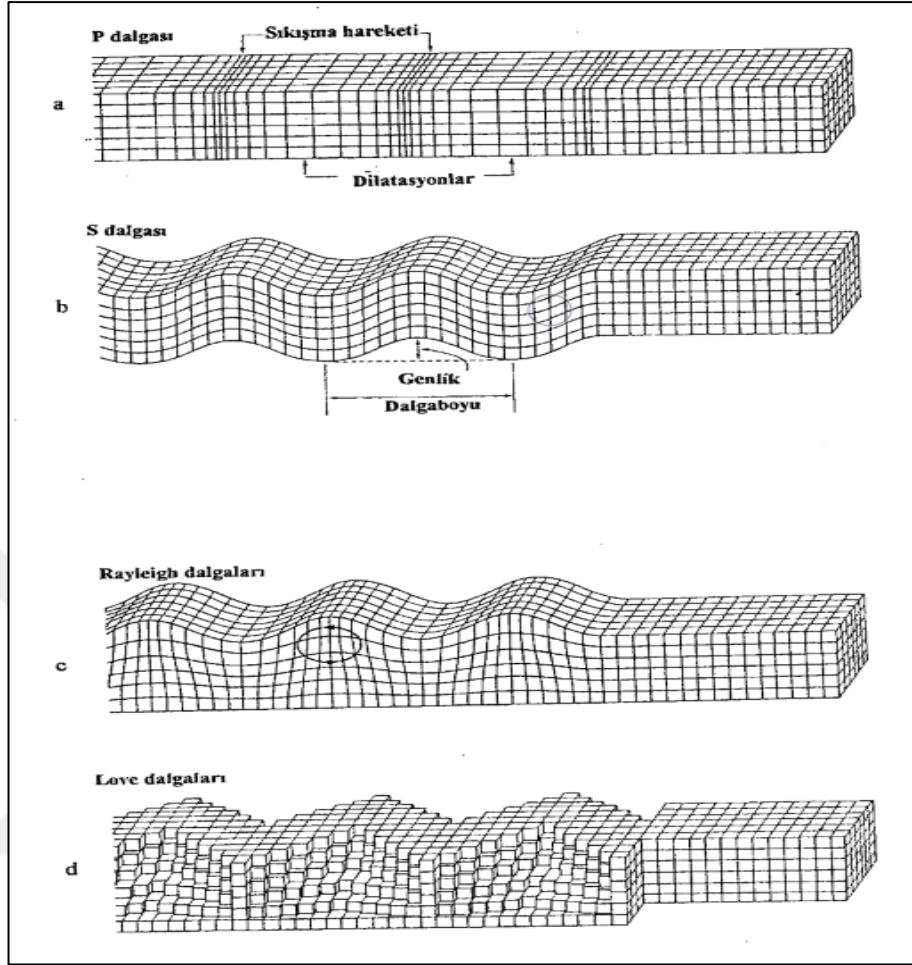 P dalgası
Sıkışma hareketi
a
Dilatasyonlar
S dalgası
b
Genlik
Dalgaboyu
Rayleigh dalgaları
c
Love dalgaları
d